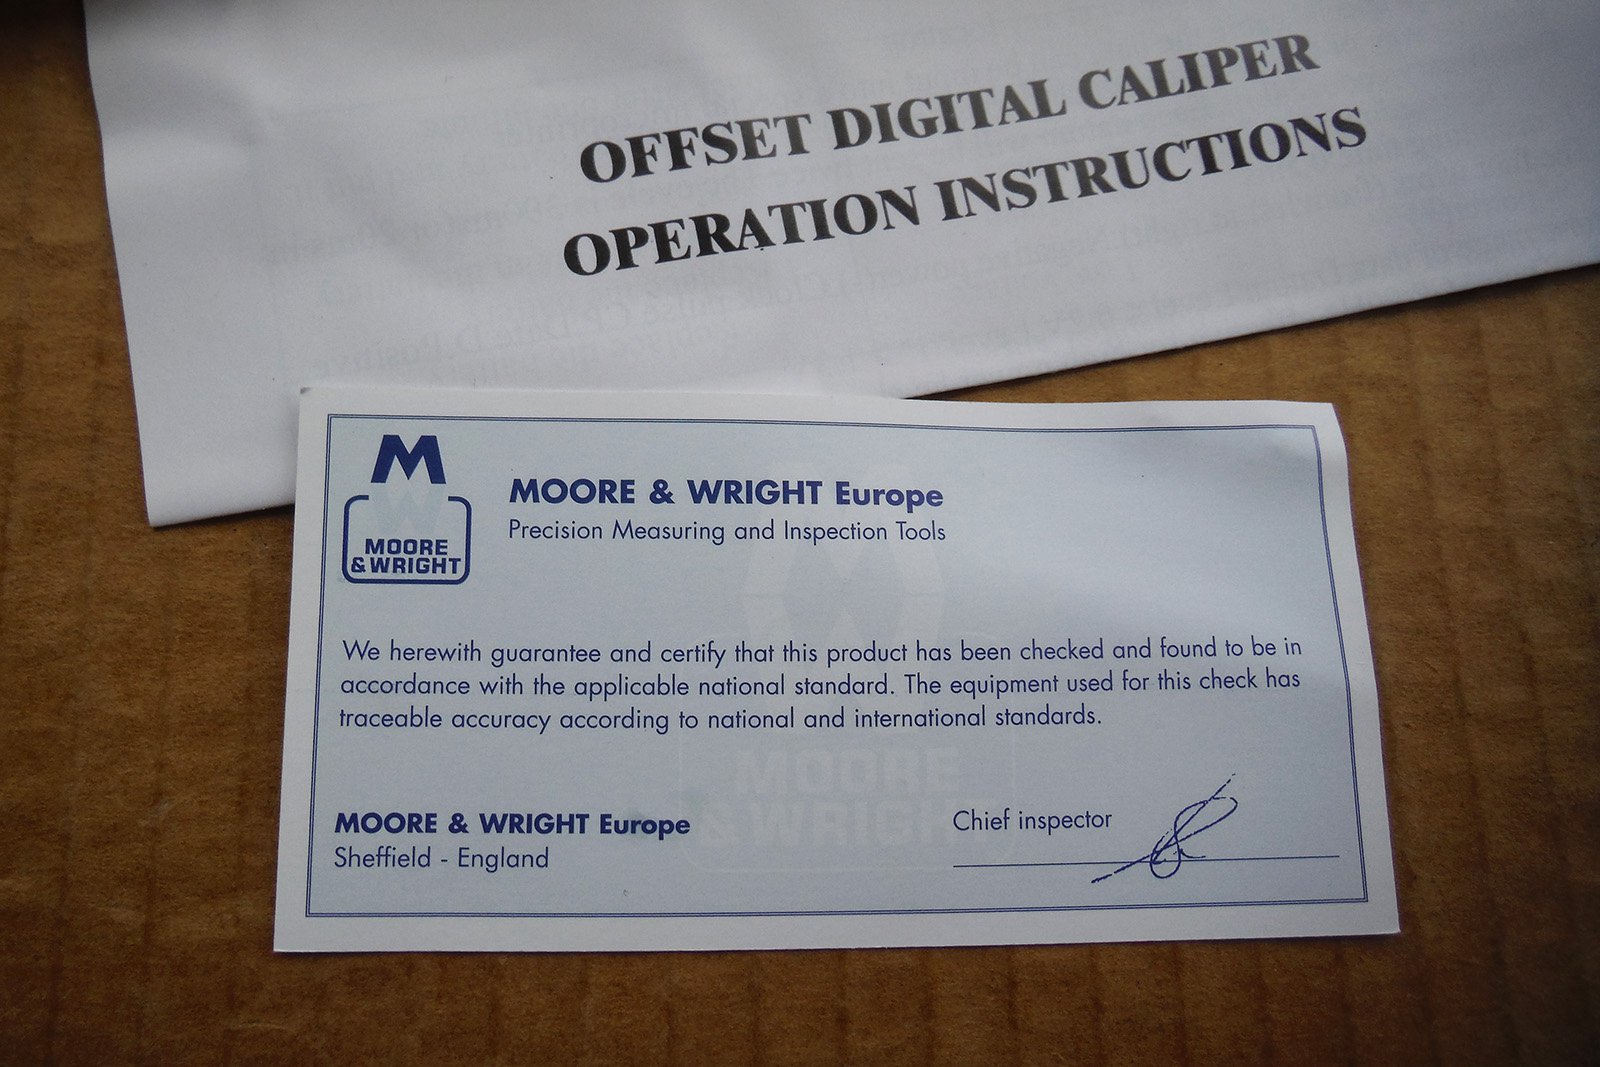 OFFSET DIGITAL CALIPER
OPERATION INSTRUCTIONS
M
MOORE
& WRIGHT
MOORE & WRIGHT Europe
Precision Measuring and Inspection Tools
We herewith guarantee and certify that this product has been checked and found to be in
accordance with the applicable national standard. The equipment used for this check has
traceable accuracy according to national and international standards.
MOORE
& WRIGH
MOORE & WRIGHT Europe
Sheffield - England
Chief inspector